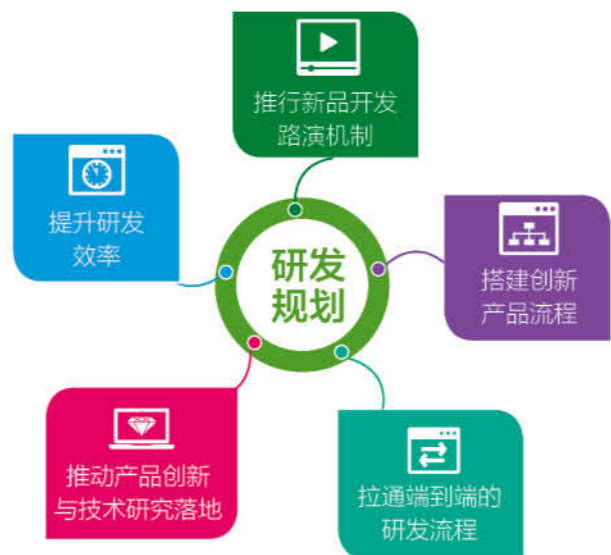 推行新品开发
路演机制
提升研发
效率
研发
规划
搭建创新
产品流程
推动产品创新
与技术研究落地
拉通端到端的
研发流程